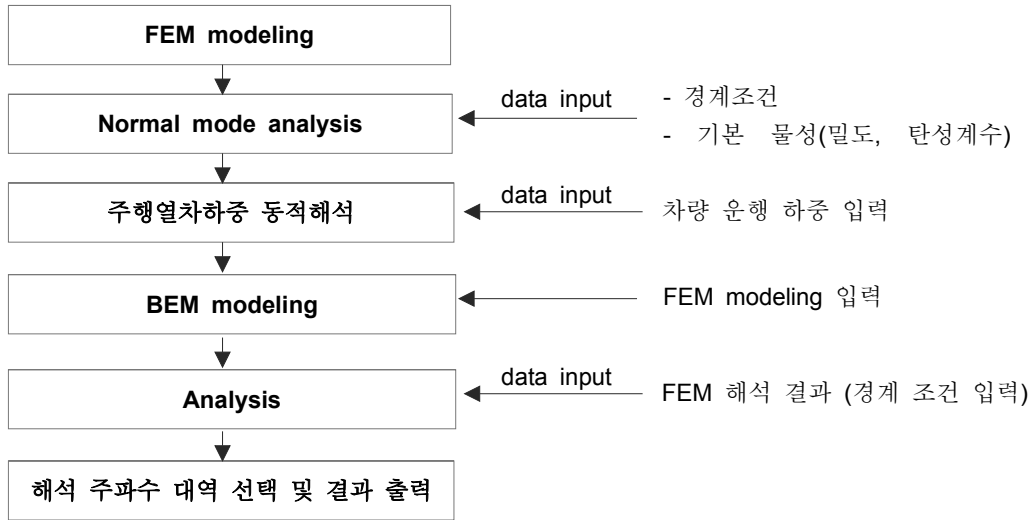 FEM modeling
Normal mode analysis
data input
- 경계조건
- 기본 물성(밀도, 탄성계수)
주행열차하중 동적해석
data input
차량 운행 하중 입력
BEM modeling
FEM modeling 입력
Analysis
data input
FEM 해석 결과 (경계 조건 입력)
해석 주파수 대역 선택 및 결과 출력